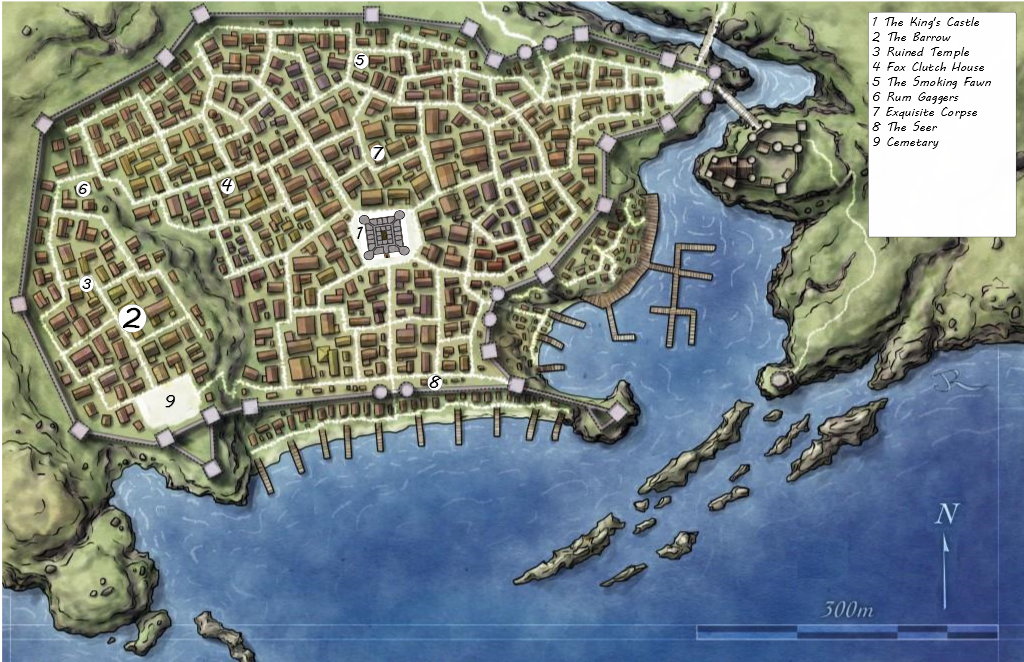 1 The King's Castle
2 The Barrow
3 Ruined Temple
4 Fox Clutch House
5 The Smoking Fawn
6 Rum Gaggers
7 Exquisite Corpse
8 The Seer
9 Cemetary
5
7
6
4
1
3
2
8
9
R
N
300m